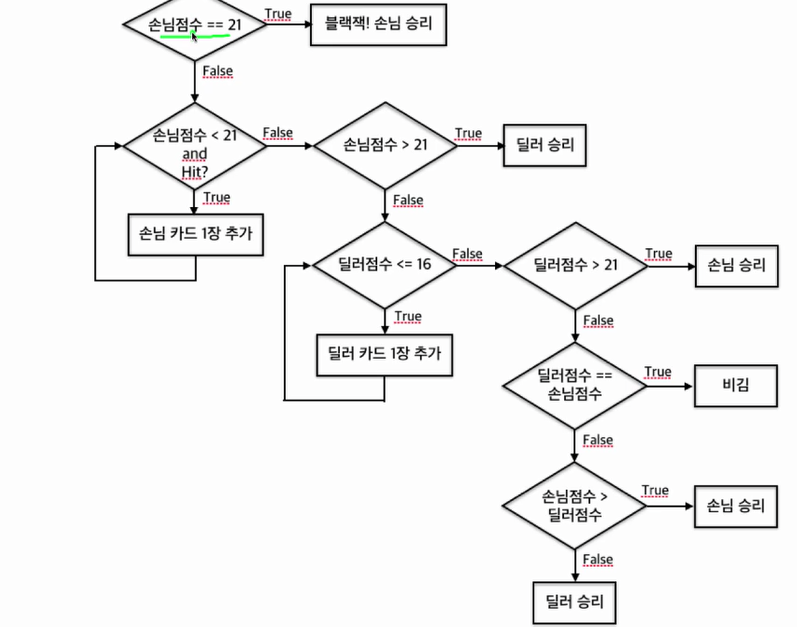 손님점수 == 21
True
블랙잭! 손님 승리
False
손님점수 < 21
and
Hit?
False
손님점수 > 21
True
딜러 승리
True
손님 카드 1장 추가
False
딜러점수 <= 16
False
딜러점수 > 21
True
손님 승리
True
딜러 카드 1장 추가
False
딜러점수 ==
손님점수
True
비김
False
손님점수 >
딜러점수
True
손님 승리
False
딜러 승리